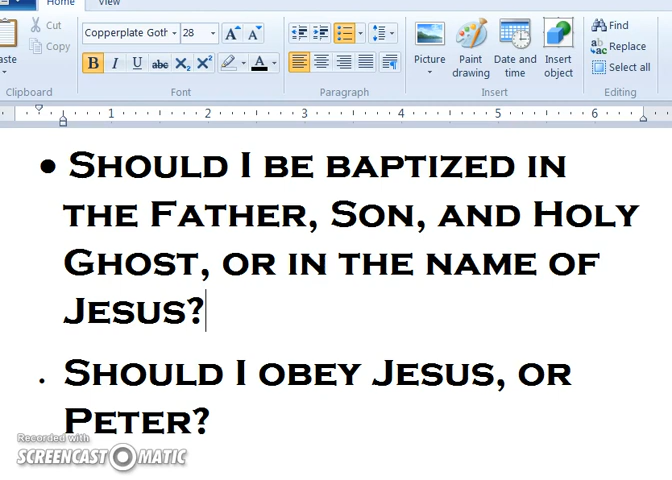 Home
View
Paste
Cut
Copy
Clipboard
Copperplate Goth
28
A
A
B
I
U
abc
X₂
X²
A
Font
Paragraph
Picture
Paint
drawing
Date and
time
Insert
object
Insert
Find
Replace
Select all
Editing
1
2
3
4
5
6
• Should I be baptized in
the Father, Son, and Holy
Ghost, or in the name of
Jesus?
. Should I obey Jesus, or
Peter?
Recorded with
SCREENCAST MATIC